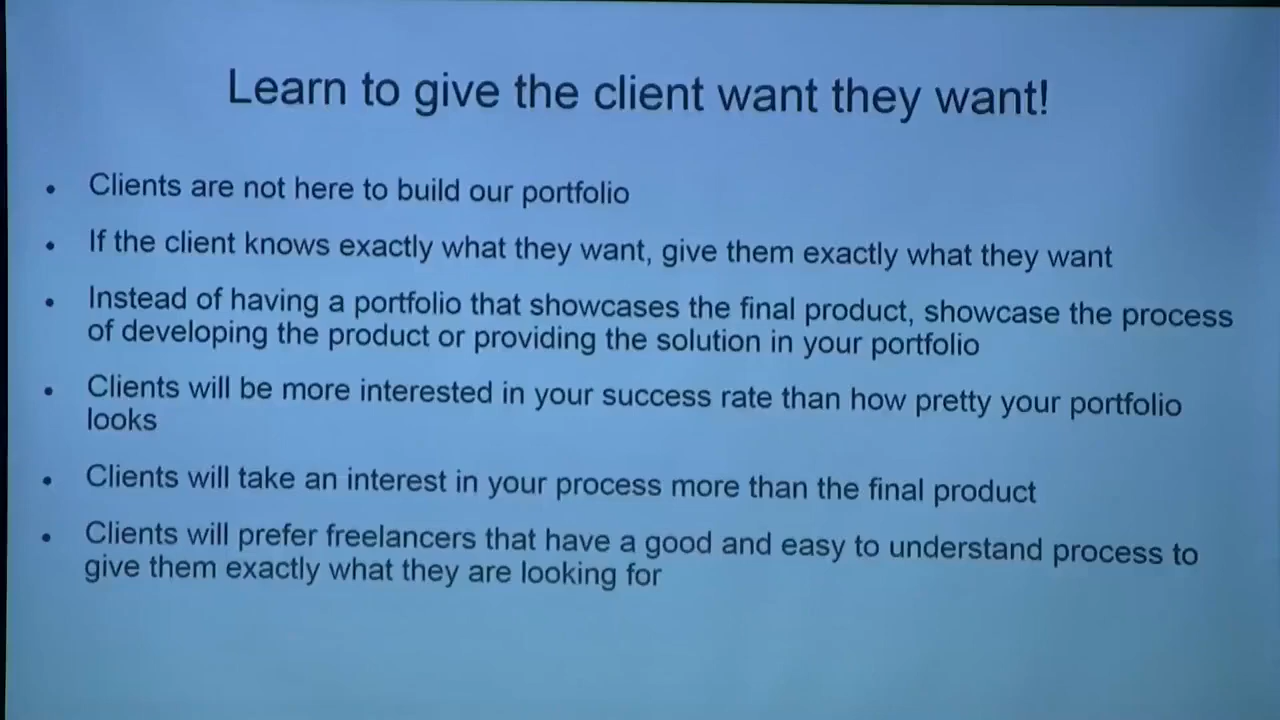 Learn to give the client want they want!
• Clients are not here to build our portfolio
• If the client knows exactly what they want, give them exactly what they want
• Instead of having a portfolio that showcases the final product, showcase the process
of developing the product or providing the solution in your portfolio
• Clients will be more interested in your success rate than how pretty your portfolio
looks
• Clients will take an interest in your process more than the final product
• Clients will prefer freelancers that have a good and easy to understand process to
give them exactly what they are looking for